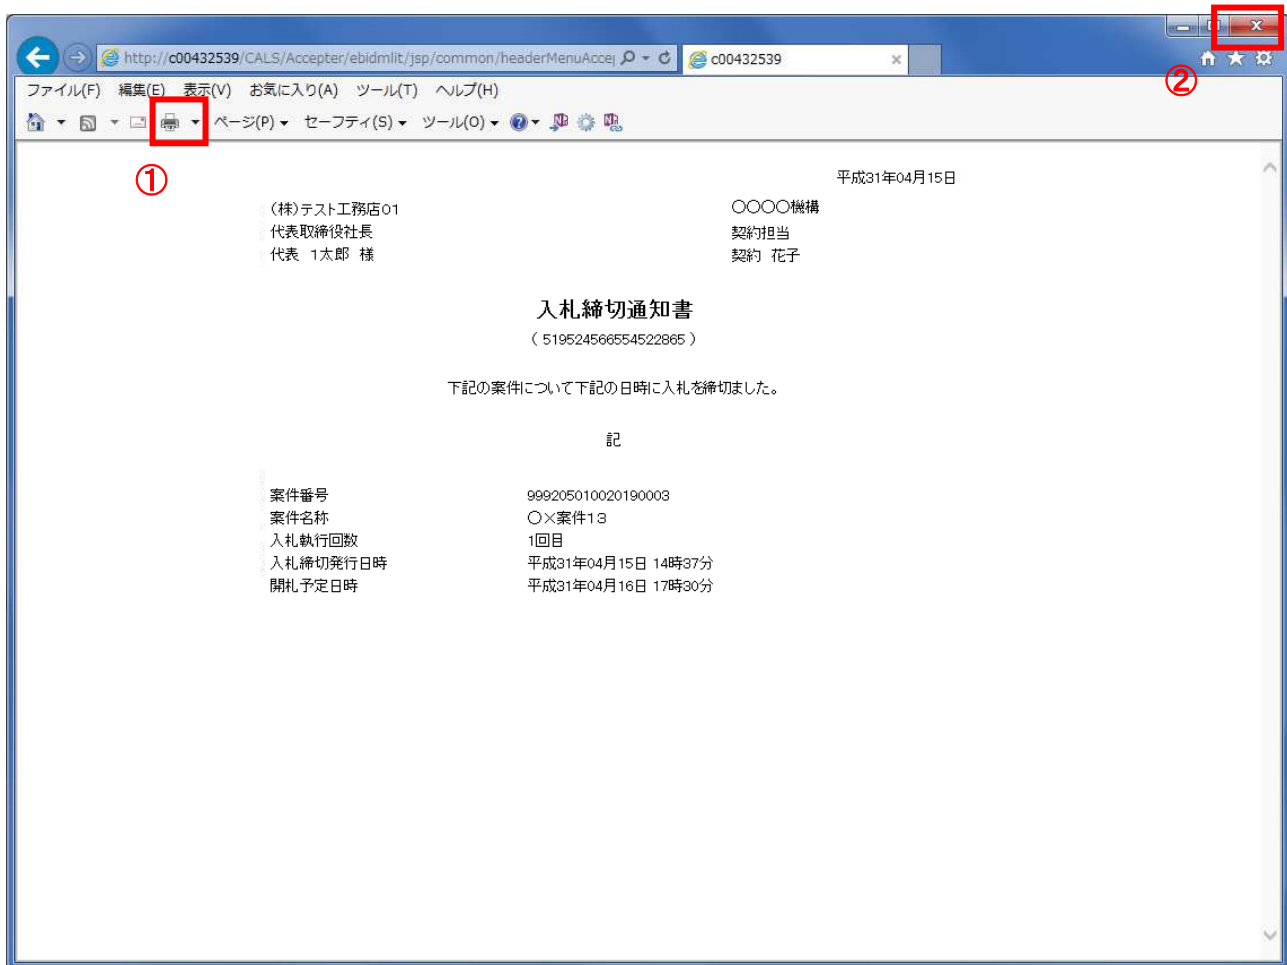 http://c00432539/CALS/Accepter/ebidmlit/jsp/common/headerMenuAccep
c00432539
②
ファイル(F) 編集(E) 表示(V) お気に入り(A) ツール(T) ヘルプ(H)
ページ(P) セーフティ(S) ツール(O)
①
平成31年04月15日
(株)テスト工務店01
〇〇〇〇機構
代表取締役社長
契約担当
代表 1太郎 様
契約 花子
入札締切通知書
( 519524566554522865 )
下記の案件について下記の日時に入札を締切ました。
記
案件番号 999205010020190003
案件名称 〇×案件13
入札執行回数 1回目
入札締切発行日時 平成31年04月15日 14時37分
開札予定日時 平成31年04月16日 17時30分